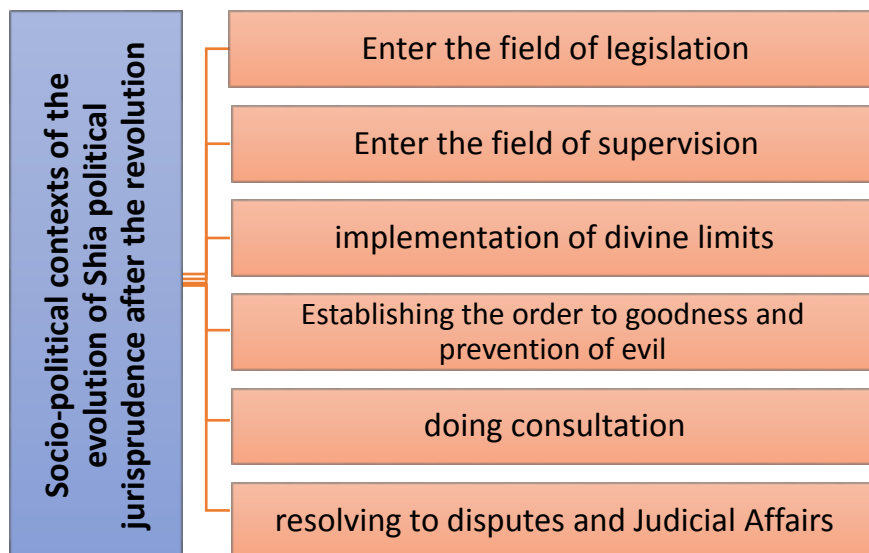 Socio-political contexts of the
evolution of Shia political
jurisprudence after the revolution
Enter the field of legislation
Enter the field of supervision
implementation of divine limits
Establishing the order to goodness and
prevention of evil
doing consultation
resolving to disputes and Judicial Affairs